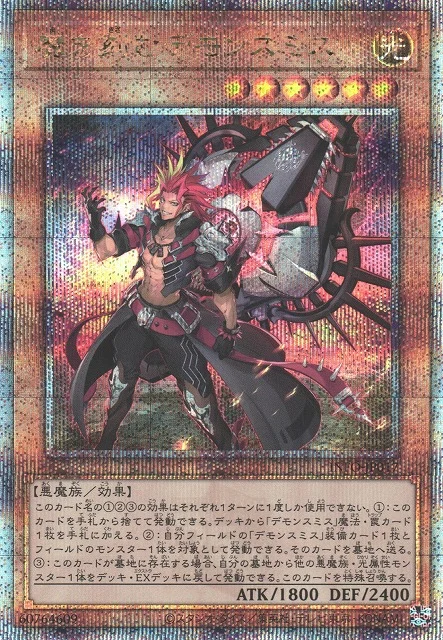 魔を刻むデモンスミス
光
【悪魔族／効果】
このカード名の①②③の効果はそれぞれ1ターンに1度しか使用できない。①：この
カードを手札から捨てて発動できる。デッキから「デモンスミス」魔法・罠カード
1枚を手札に加える。②：自分フィールドの「デモンスミス」装備カード1枚と
フィールドのモンスター1体を対象として発動できる。そのカードを墓地へ送る。
③：このカードが墓地に存在する場合、自分の墓地から他の悪魔族・光属性モン
スター1体をデッキ・EXデッキに戻して発動できる。このカードを特殊召喚する。
ATK/1800 DEF/2400
60764609